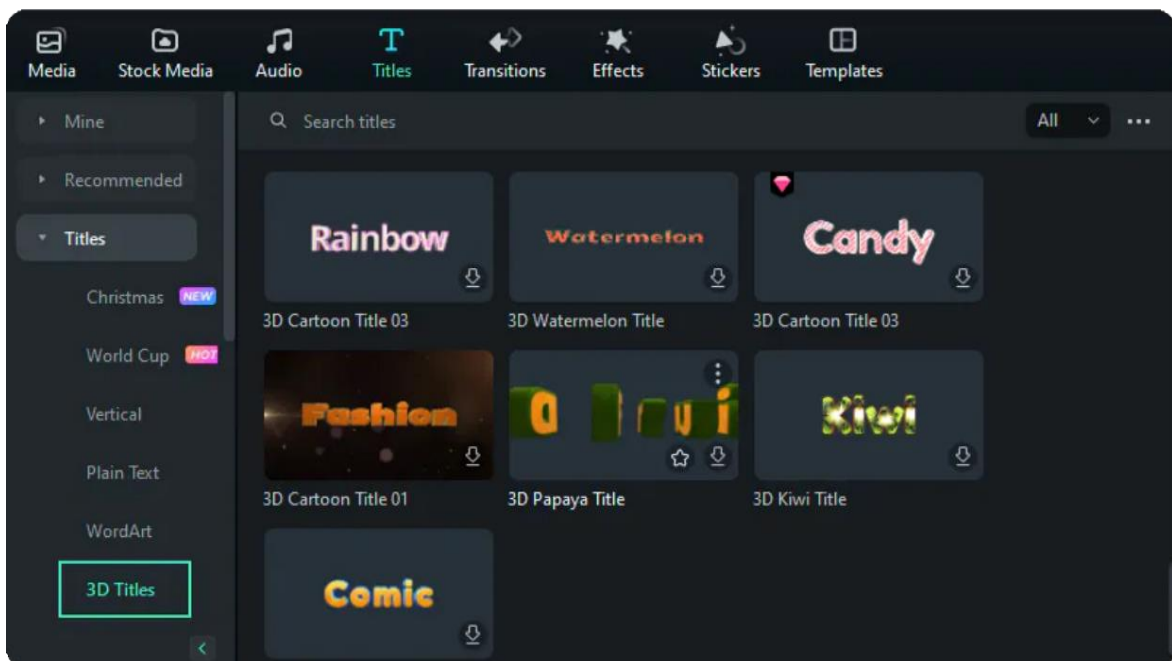 Media Stock Media Audio Titles Transitions Effects Stickers Templates
Mine
Recommended
Titles
Christmas NEW
World Cup HOT
Vertical
Plain Text
WordArt
3D Titles
Search titles All
Rainbow Watermelon Candy
3D Cartoon Title 03 3D Watermelon Title 3D Cartoon Title 03
Fashion a Frui Kiwi
3D Cartoon Title 01 3D Papaya Title 3D Kiwi Title
Comic